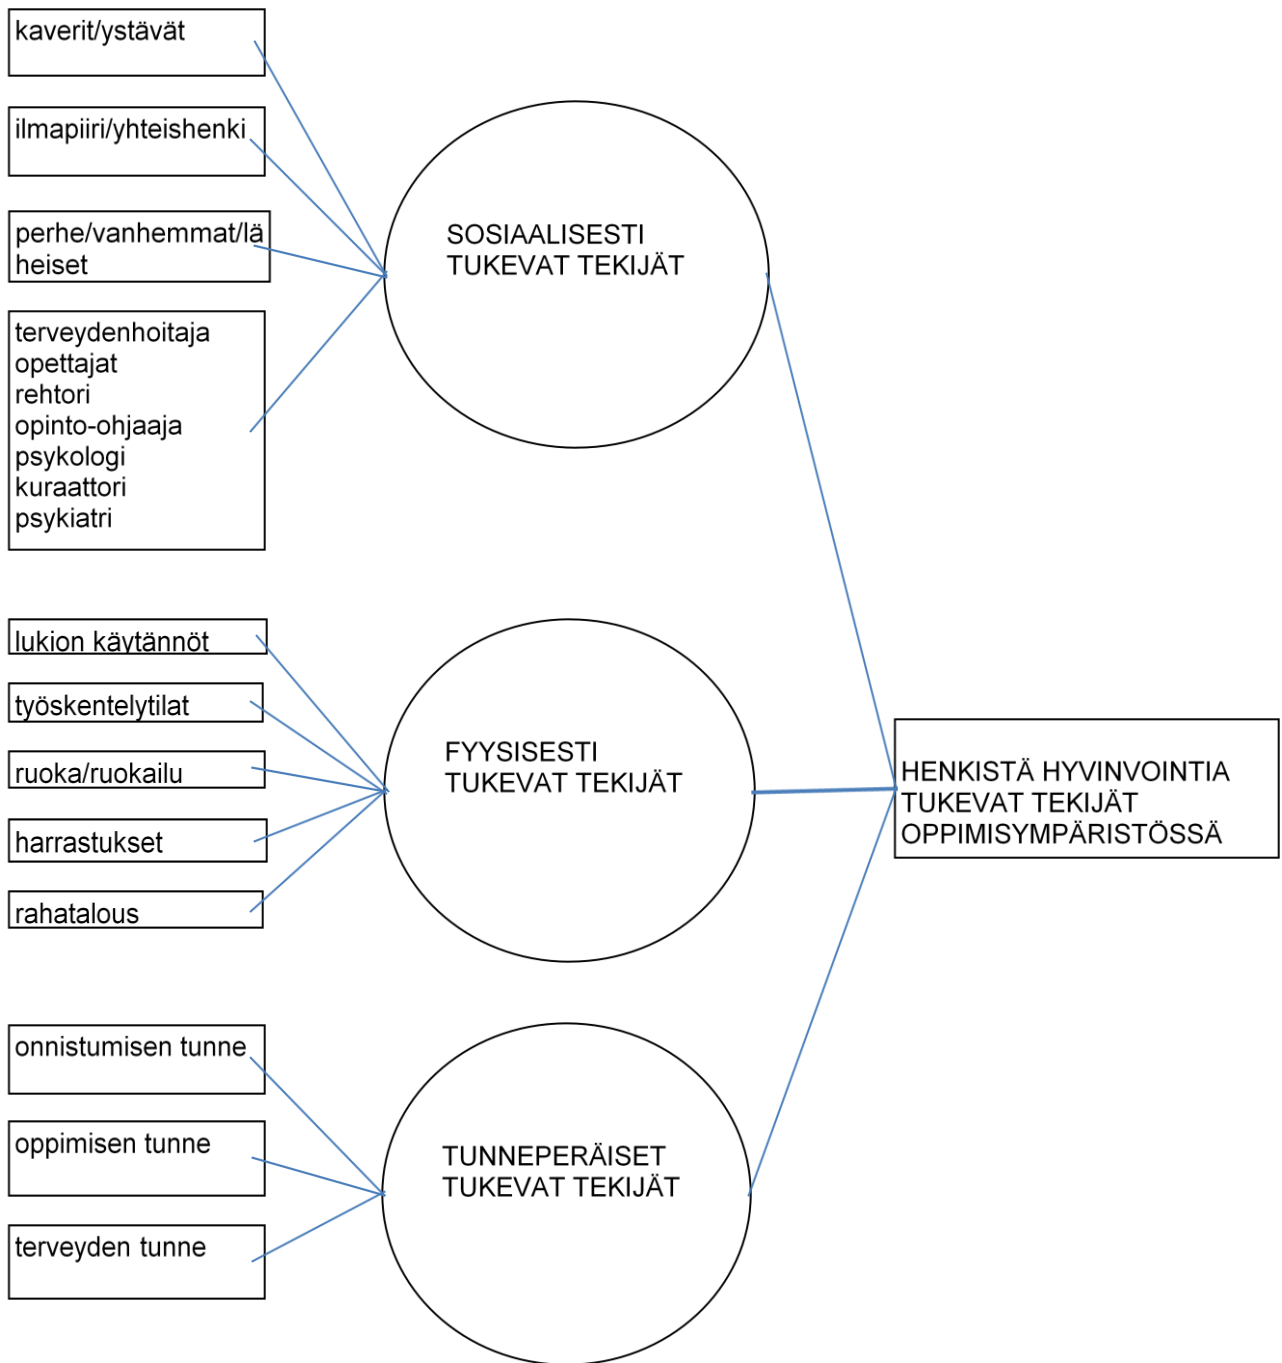 kaverit/ystävät
ilmapiiri/yhteishenki
perhe/vanhemmat/lä
heiset
terveydenhoitaja
opettajat
rehtori
opinto-ohjaaja
psykologi
kuraattori
psykiatri
SOSIAALISESTI
TUKEVAT TEKIJÄT
lukion käytännöt
työskentelytilat
ruoka/ruokailu
harrastukset
rahatalous
FYYSISESTI
TUKEVAT TEKIJÄT
onnistumisen tunne
oppimisen tunne
terveyden tunne
TUNNEPERÄISET
TUKEVAT TEKIJÄT
HENKISTÄ HYVINVOINTIA
TUKEVAT TEKIJÄT
OPPIMISYMPÄRISTÖSSÄ